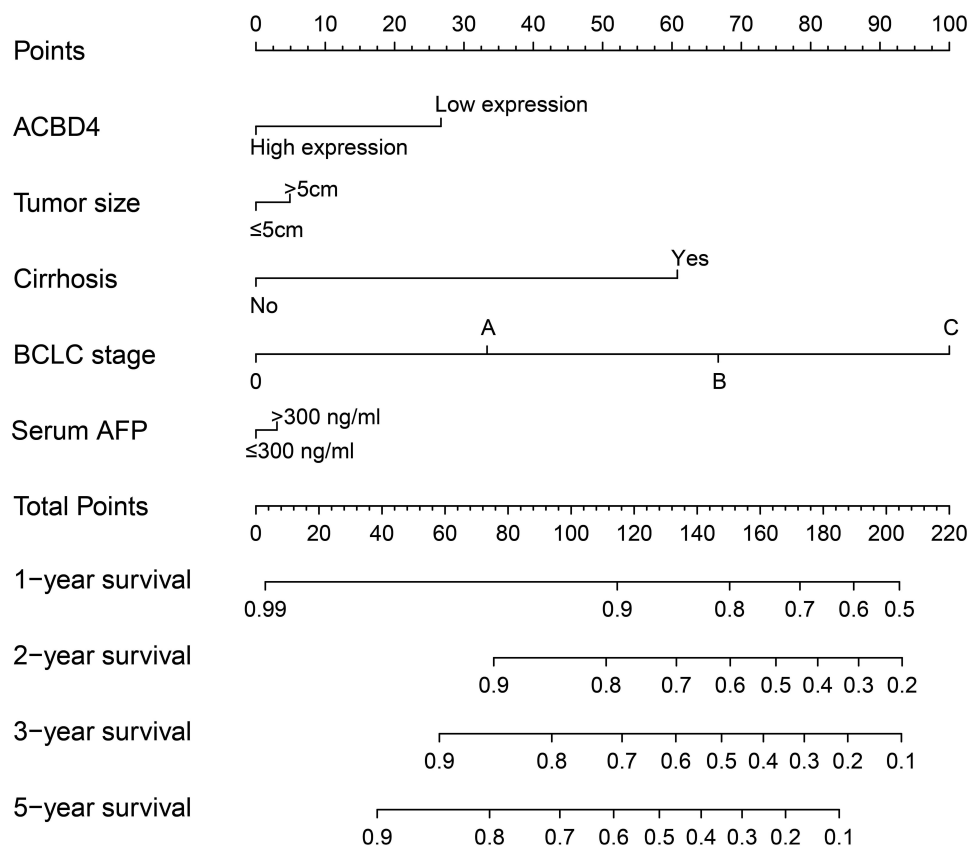 0 10 20 30 40 50 60 70 80 90 100
Points
Low expression
ACBD4
High expression
>5cm
Tumor size
≤5cm
Yes
Cirrhosis
No
A C
BCLC stage
0 B
>300 ng/ml
Serum AFP
≤300 ng/ml
Total Points
0 20 40 60 80 100 120 140 160 180 200 220
1−year survival
0.99 0.9 0.8 0.7 0.6 0.5
2−year survival
0.9 0.8 0.7 0.6 0.5 0.4 0.3 0.2
3−year survival
0.9 0.8 0.7 0.6 0.5 0.4 0.3 0.2 0.1
5−year survival
0.9 0.8 0.7 0.6 0.5 0.4 0.3 0.2 0.1